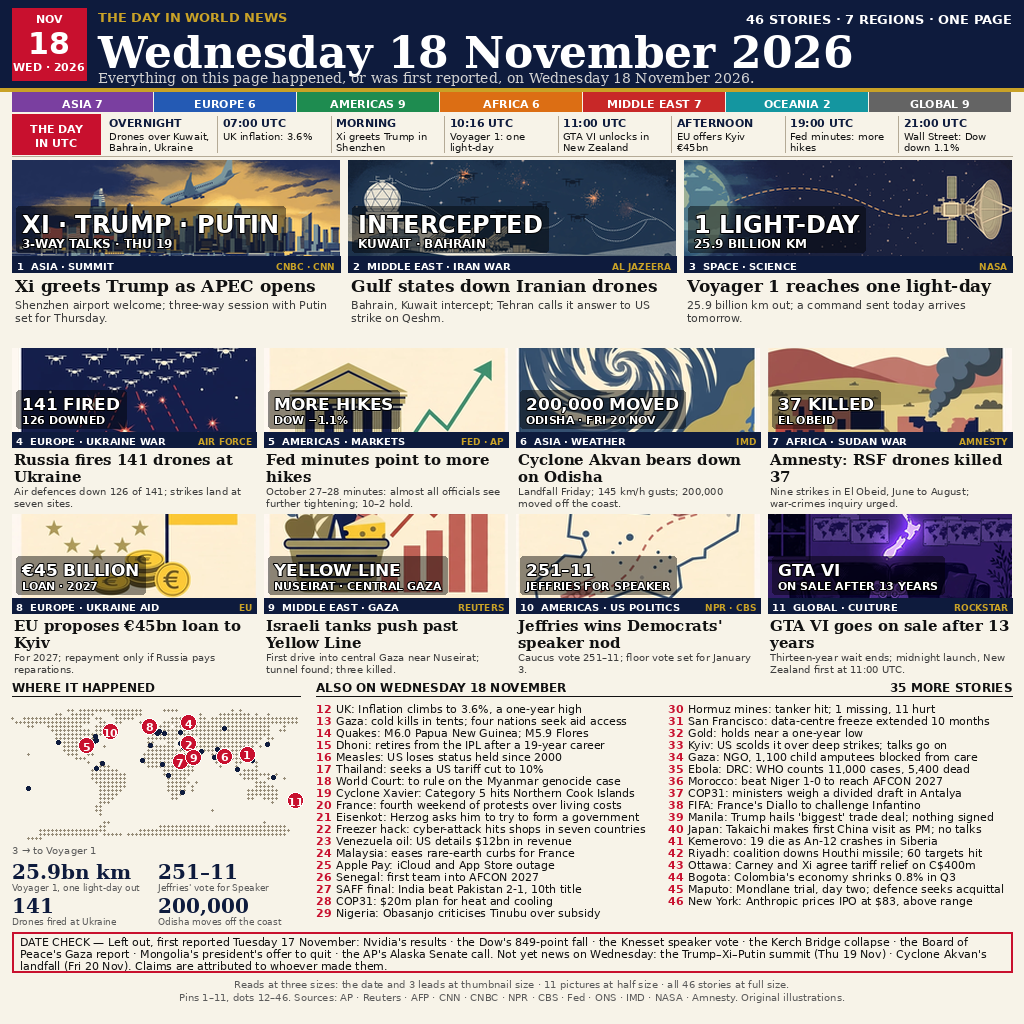 NOV
18
WED · 2026
THE DAY IN WORLD NEWS
46 STORIES · 7 REGIONS · ONE PAGE
Wednesday 18 November 2026
Everything on this page happened, or was first reported, on Wednesday 18 November 2026.
ASIA 7
EUROPE 6
AMERICAS 9
AFRICA 6
MIDDLE EAST 7
OCEANIA 2
GLOBAL 9
THE DAY
IN UTC
OVERNIGHT
Drones over Kuwait,
Bahrain, Ukraine
07:00 UTC
UK inflation: 3.6%
MORNING
Xi greets Trump in
Shenzhen
10:16 UTC
Voyager 1: one
light-day
11:00 UTC
GTA VI unlocks in
New Zealand
AFTERNOON
EU offers Kyiv
€45bn
19:00 UTC
Fed minutes: more
hikes
21:00 UTC
Wall Street: Dow
down 1.1%
XI · TRUMP · PUTIN
3-WAY TALKS · THU 19
1 ASIA · SUMMIT
CNBC · CNN
Xi greets Trump as APEC opens
Shenzhen airport welcome; three-way session with Putin
set for Thursday.
INTERCEPTED
KUWAIT · BAHRAIN
2 MIDDLE EAST · IRAN WAR
AL JAZEERA
Gulf states down Iranian drones
Bahrain, Kuwait intercept; Tehran calls it answer to US
strike on Qeshm.
1 LIGHT-DAY
25.9 BILLION KM
3 SPACE · SCIENCE
NASA
Voyager 1 reaches one light-day
25.9 billion km out; a command sent today arrives
tomorrow.
141 FIRED
126 DOWNED
4 EUROPE · UKRAINE WAR
AIR FORCE
Russia fires 141 drones at
Ukraine
Air defences down 126 of 141; strikes land at
seven sites.
MORE HIKES
DOW −1.1%
5 AMERICAS · MARKETS
FED · AP
Fed minutes point to more
hikes
October 27–28 minutes: almost all officials see
further tightening; 10–2 hold.
200,000 MOVED
ODISHA · FRI 20 NOV
6 ASIA · WEATHER
IMD
Cyclone Akvan bears down
on Odisha
Landfall Friday; 145 km/h gusts; 200,000
moved off the coast.
37 KILLED
EL OBEID
7 AFRICA · SUDAN WAR
AMNESTY
Amnesty: RSF drones killed
37
Nine strikes in El Obeid, June to August;
war-crimes inquiry urged.
€45 BILLION
LOAN · 2027
8 EUROPE · UKRAINE AID
EU
EU proposes €45bn loan to
Kyiv
For 2027; repayment only if Russia pays
reparations.
YELLOW LINE
NUSEIRAT · CENTRAL GAZA
9 MIDDLE EAST · GAZA
REUTERS
Israeli tanks push past
Yellow Line
First drive into central Gaza near Nuseirat;
tunnel found; three killed.
251–11
JEFFRIES FOR SPEAKER
10 AMERICAS · US POLITICS
NPR · CBS
Jeffries wins Democrats'
speaker nod
Caucus vote 251–11; floor vote set for January
3.
GTA VI
ON SALE AFTER 13 YEARS
11 GLOBAL · CULTURE
ROCKSTAR
GTA VI goes on sale after 13
years
Thirteen-year wait ends; midnight launch, New
Zealand first at 11:00 UTC.
WHERE IT HAPPENED
4
8
10
5
2
1
9
7
6
11
3 → to Voyager 1
25.9bn km
Voyager 1, one light-day out
251–11
Jeffries' vote for Speaker
141
Drones fired at Ukraine
200,000
Odisha moves off the coast
ALSO ON WEDNESDAY 18 NOVEMBER
35 MORE STORIES
12 UK: Inflation climbs to 3.6%, a one-year high
13 Gaza: cold kills in tents; four nations seek aid access
14 Quakes: M6.0 Papua New Guinea; M5.9 Flores
15 Dhoni: retires from the IPL after a 19-year career
16 Measles: US loses status held since 2000
17 Thailand: seeks a US tariff cut to 10%
18 World Court: to rule on the Myanmar genocide case
19 Cyclone Xavier: Category 5 hits Northern Cook Islands
20 France: fourth weekend of protests over living costs
21 Eisenkot: Herzog asks him to try to form a government
22 Freezer hack: cyber-attack hits shops in seven countries
23 Venezuela oil: US details $12bn in revenue
24 Malaysia: eases rare-earth curbs for France
25 Apple Pay: iCloud and App Store outage
26 Senegal: first team into AFCON 2027
27 SAFF final: India beat Pakistan 2-1, 10th title
28 COP31: $20m plan for heat and cooling
29 Nigeria: Obasanjo criticises Tinubu over subsidy
30 Hormuz mines: tanker hit; 1 missing, 11 hurt
31 San Francisco: data-centre freeze extended 10 months
32 Gold: holds near a one-year low
33 Kyiv: US scolds it over deep strikes; talks go on
34 Gaza: NGO, 1,100 child amputees blocked from care
35 Ebola: DRC: WHO counts 11,000 cases, 5,400 dead
36 Morocco: beat Niger 1-0 to reach AFCON 2027
37 COP31: ministers weigh a divided draft in Antalya
38 FIFA: France's Diallo to challenge Infantino
39 Manila: Trump hails 'biggest' trade deal; nothing signed
40 Japan: Takaichi makes first China visit as PM; no talks
41 Kemerovo: 19 die as An-12 crashes in Siberia
42 Riyadh: coalition downs Houthi missile; 60 targets hit
43 Ottawa: Carney and Xi agree tariff relief on C$400m
44 Bogota: Colombia's economy shrinks 0.8% in Q3
45 Maputo: Mondlane trial, day two; defence seeks acquittal
46 New York: Anthropic prices IPO at $83, above range
DATE CHECK — Left out, first reported Tuesday 17 November: Nvidia's results · the Dow's 849-point fall · the Knesset speaker vote · the Kerch Bridge collapse · the Board of
Peace's Gaza report · Mongolia's president's offer to quit · the AP's Alaska Senate call. Not yet news on Wednesday: the Trump–Xi–Putin summit (Thu 19 Nov) · Cyclone Akvan's
landfall (Fri 20 Nov). Claims are attributed to whoever made them.
Reads at three sizes: the date and 3 leads at thumbnail size · 11 pictures at half size · all 46 stories at full size.
Pins 1–11, dots 12–46. Sources: AP · Reuters · AFP · CNN · CNBC · NPR · CBS · Fed · ONS · IMD · NASA · Amnesty. Original illustrations.